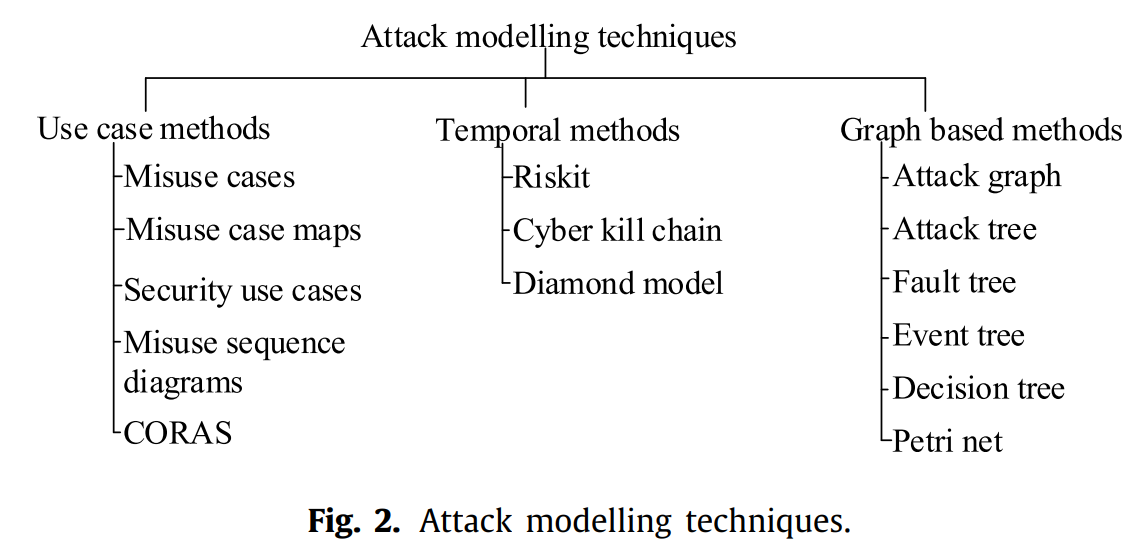 Attack modelling techniques
Use case methods
Misuse cases
Misuse case maps
Security use cases
Misuse sequence
diagrams
CORAS
Temporal methods
Riskit
Cyber kill chain
Diamond model
Graph based methods
Attack graph
Attack tree
Fault tree
Event tree
Decision tree
Petri net
Fig. 2. Attack modelling techniques.